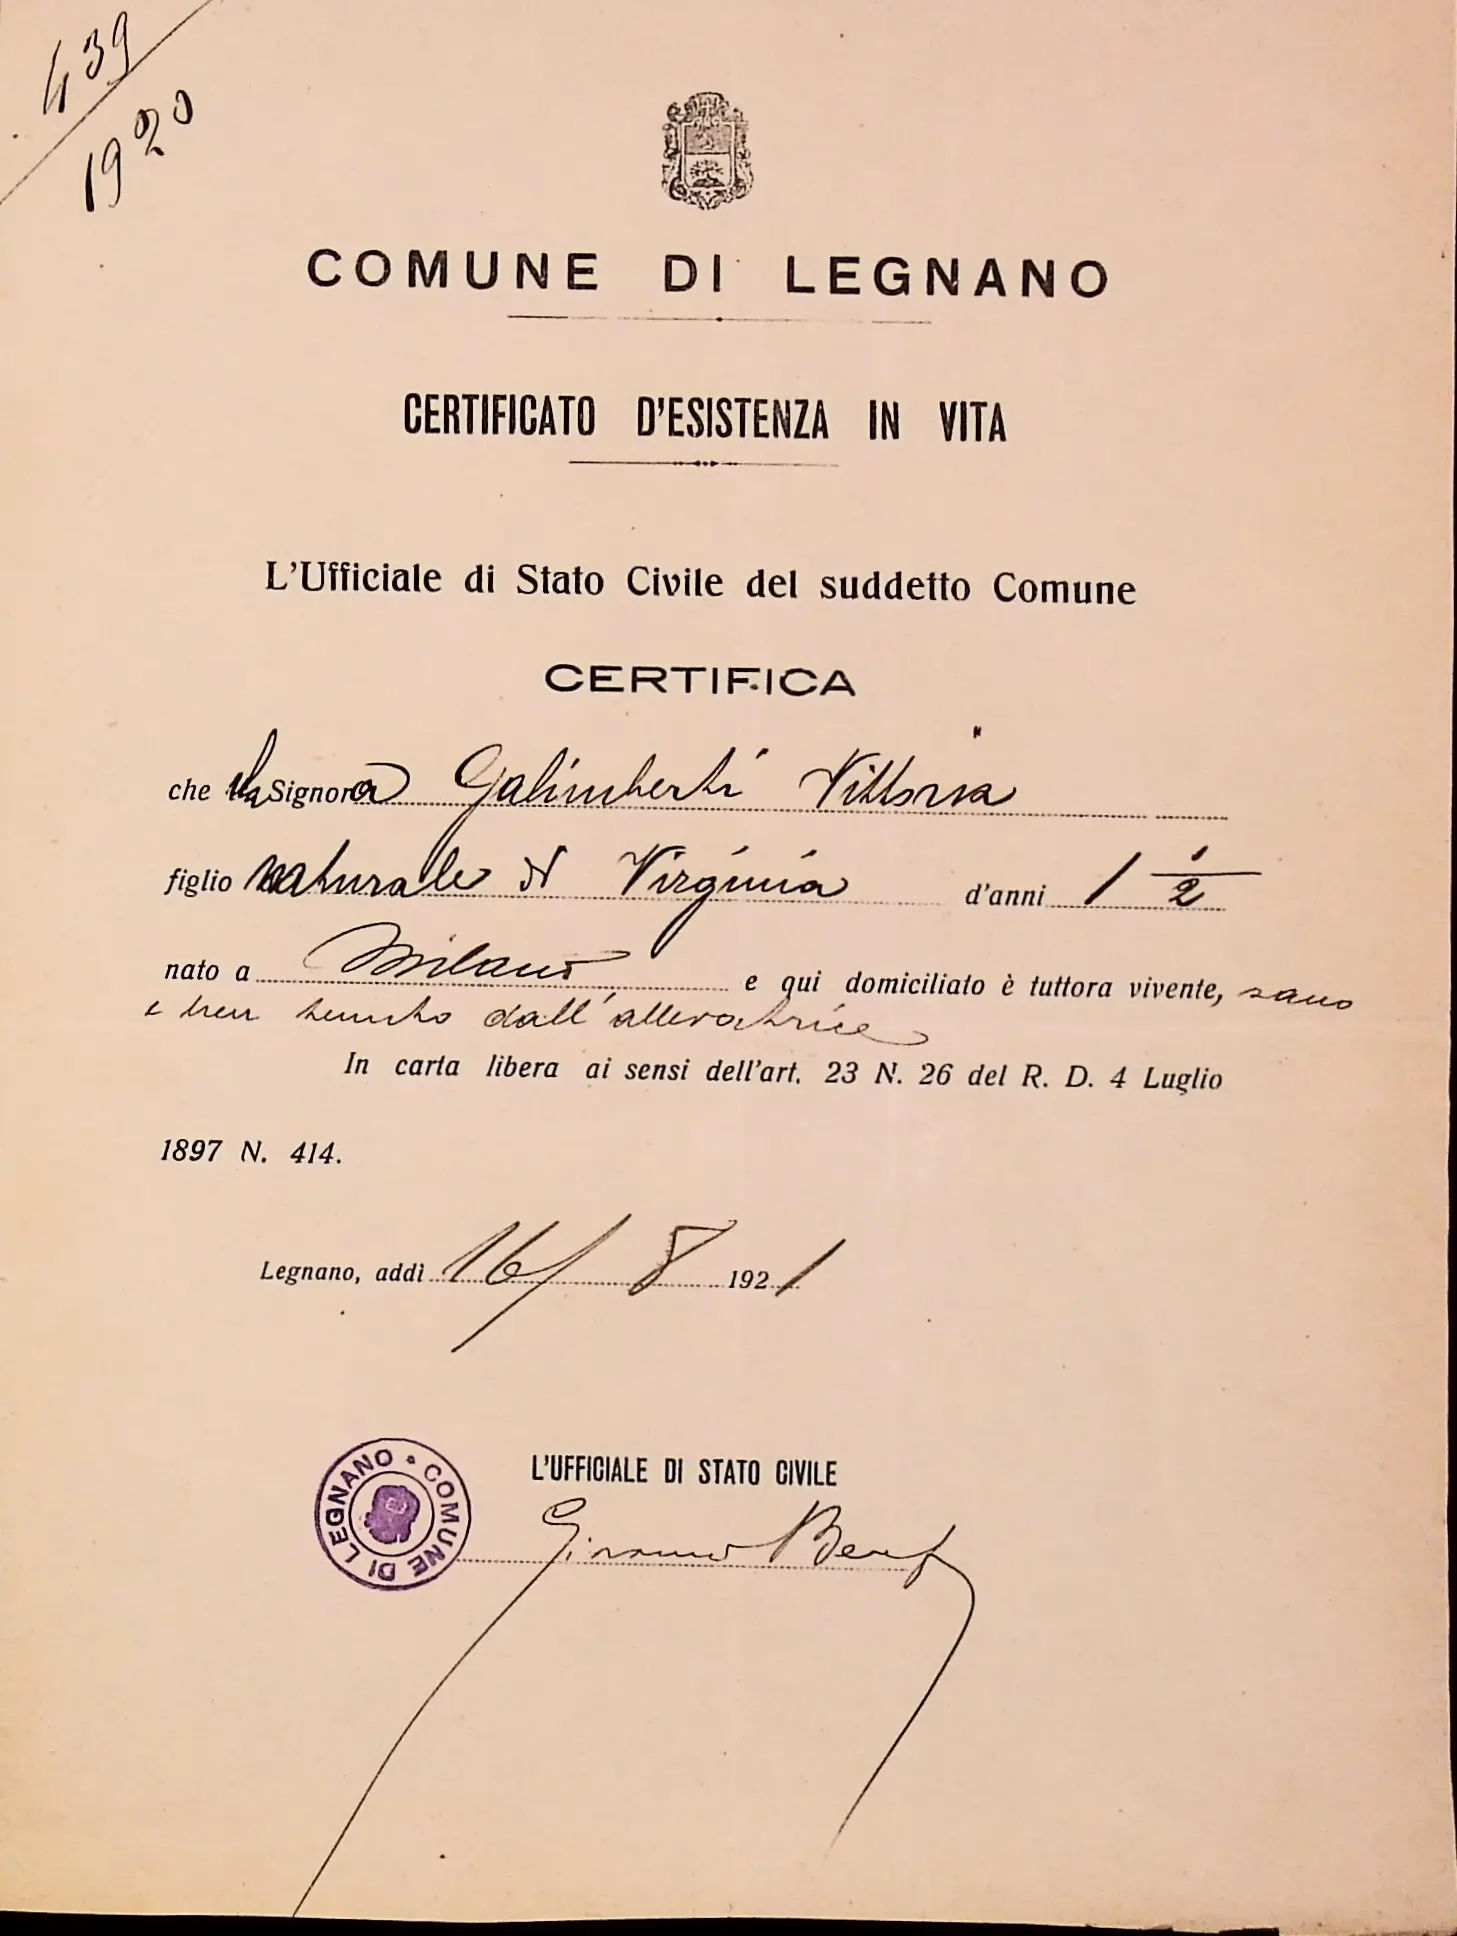 439
1920
COMUNE DI LEGNANO
CERTIFICATO D'ESISTENZA IN VITA
L'Ufficiale di Stato Civile del suddetto Comune
CERTIFICA
che la Signora Galimberti Vittoria
figlio naturale di Virginia d'anni 1 1/2
nato a Milano e qui domiciliato è tuttora vivente, sano
e ben tenuto dall'allevatrice
In carta libera ai sensi dell'art. 23 N. 26 del R. D. 4 Luglio
1897 N. 414.
Legnano, addì 16/8 1921
L'UFFICIALE DI STATO CIVILE
COMUNE DI LEGNANO